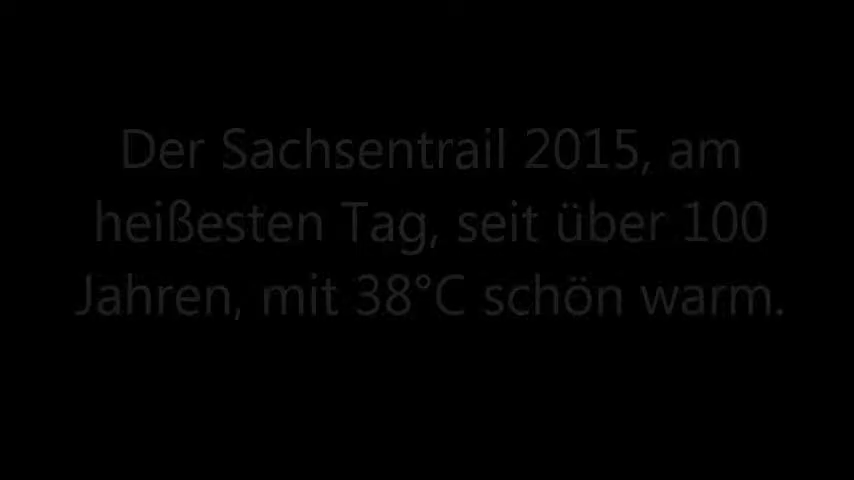 Der Sachsentrail 2015, am
heißesten Tag, seit über 100
Jahren, mit 38°C schön warm.